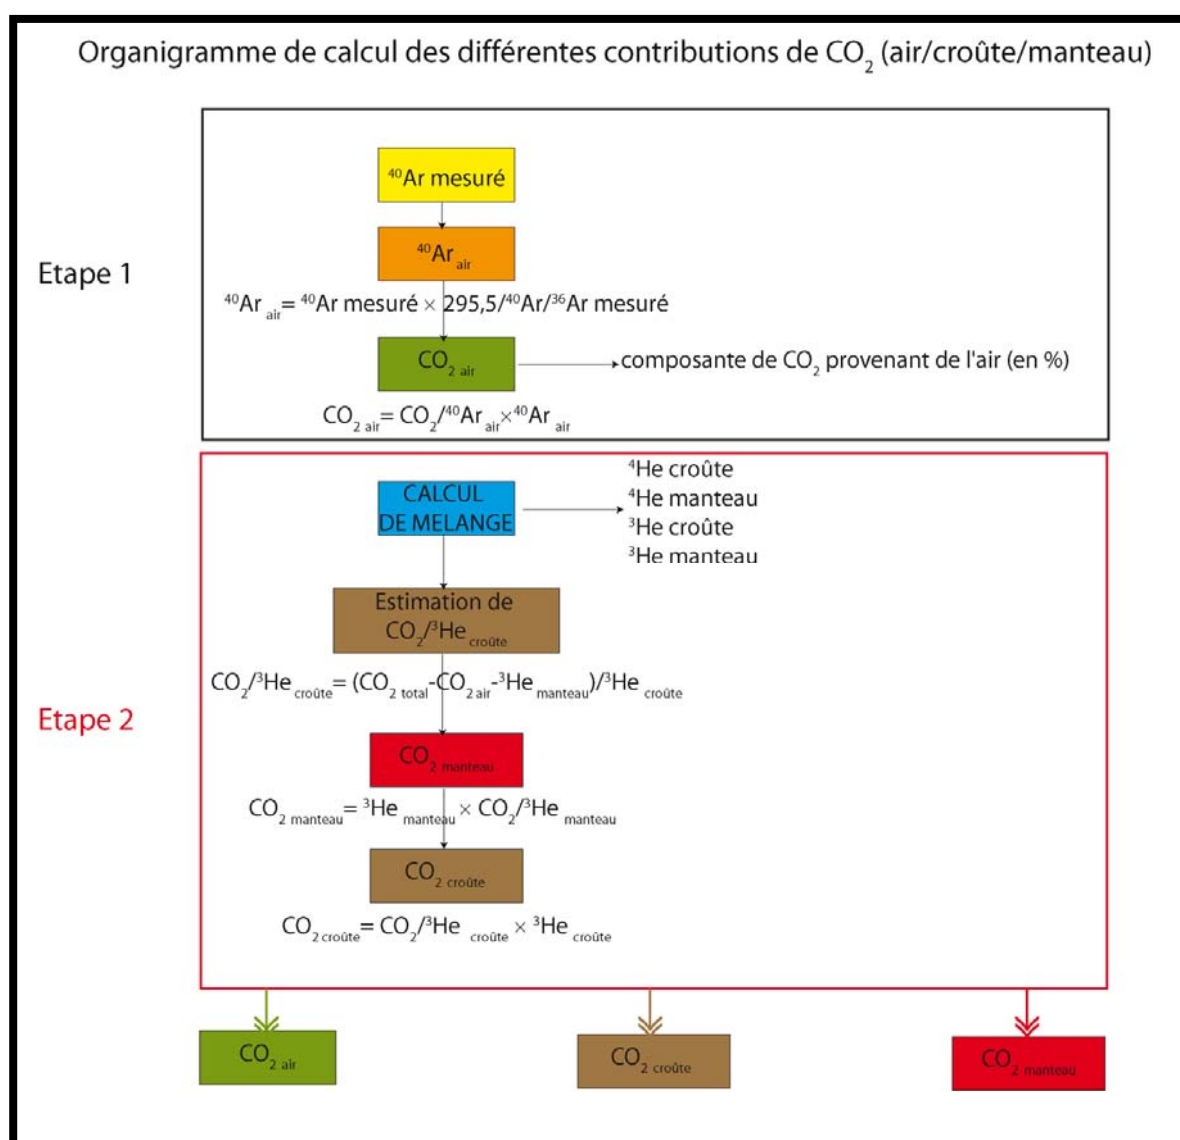 Organigramme de calcul des différentes contributions de CO₂ (air/croûte/manteau)
Etape 1
⁴⁰Ar mesuré
⁴⁰Ar air
⁴⁰Ar air= ⁴⁰Ar mesuré × 295,5/⁴⁰Ar/³⁶Ar mesuré
CO₂ air
composante de CO₂ provenant de l'air (en %)
CO₂ air= CO₂/⁴⁰Ar air×⁴⁰Ar air
Etape 2
CALCUL
DE MELANGE
⁴He croûte
⁴He manteau
³He croûte
³He manteau
Estimation de
CO₂/³He croûte
CO₂/³He croûte= (CO₂ total-CO₂ air-³He manteau)/³He croûte
CO₂ manteau
CO₂ manteau= ³He manteau × CO₂/³He manteau
CO₂ croûte
CO₂ croûte= CO₂/³He croûte × ³He croûte
CO₂ air
CO₂ croûte
CO₂ manteau